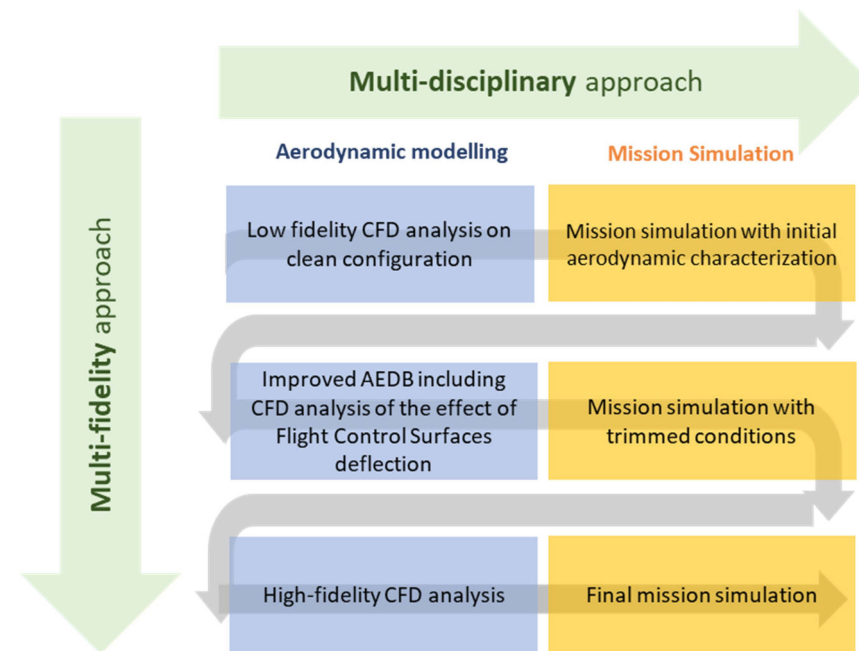 Multi-disciplinary approach
Aerodynamic modelling
Mission Simulation
Multi-fidelity approach
Low fidelity CFD analysis on
clean configuration
Mission simulation with initial
aerodynamic characterization
Improved AEDB including
CFD analysis of the effect of
Flight Control Surfaces
deflection
Mission simulation with
trimmed conditions
High-fidelity CFD analysis
Final mission simulation